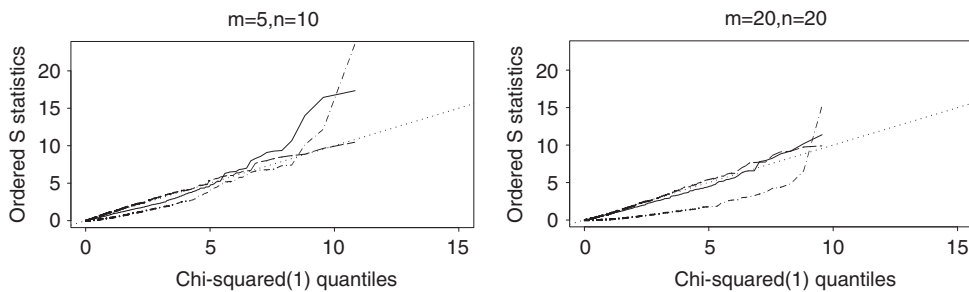 m=5,n=10
Ordered S statistics
20
15
10
5
0
0 5 10 15
Chi-squared(1) quantiles
m=20,n=20
Ordered S statistics
20
15
10
5
0
0 5 10 15
Chi-squared(1) quantiles